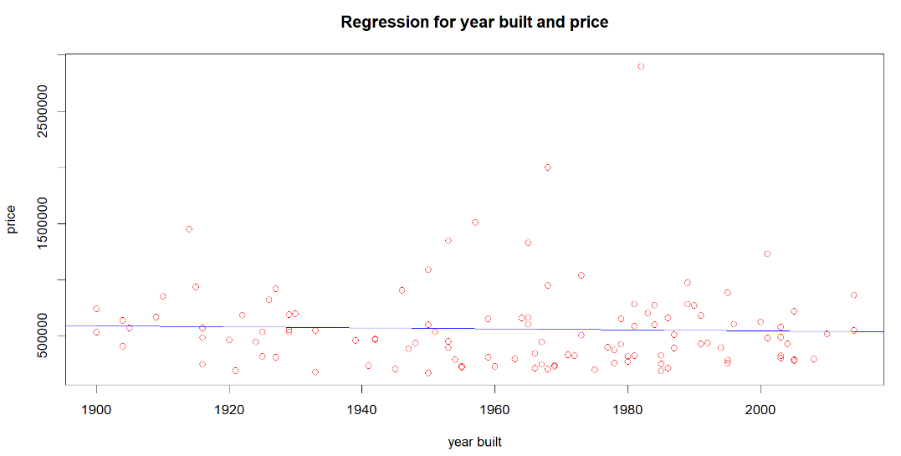 Regression for year built and price
2500000
1500000
500000
price
1900 1920 1940 1960 1980 2000
year built